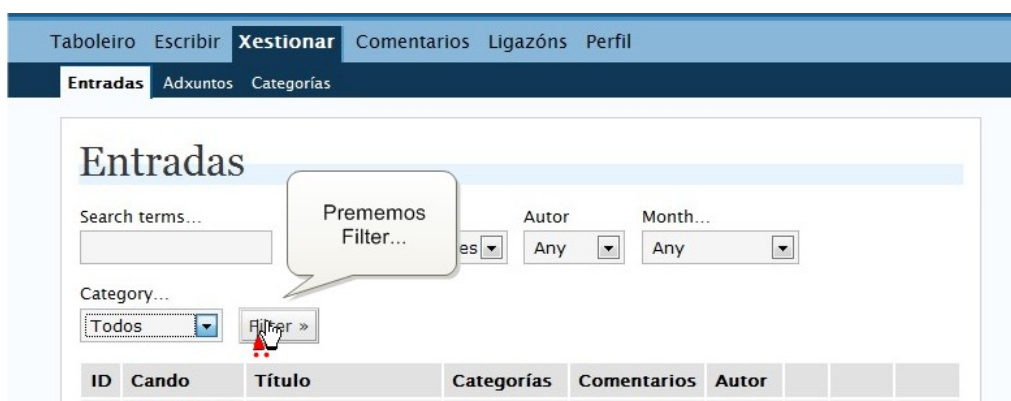 Taboleiro Escribir Xestionar Comentarios Ligazóns Perfil
Entradas Adxuntos Categorías
Entradas
Prememos
Filter...
Search terms... Autor Month...
es Any Any
Category...
Todos Filter »
ID Cando Título Categorías Comentarios Autor